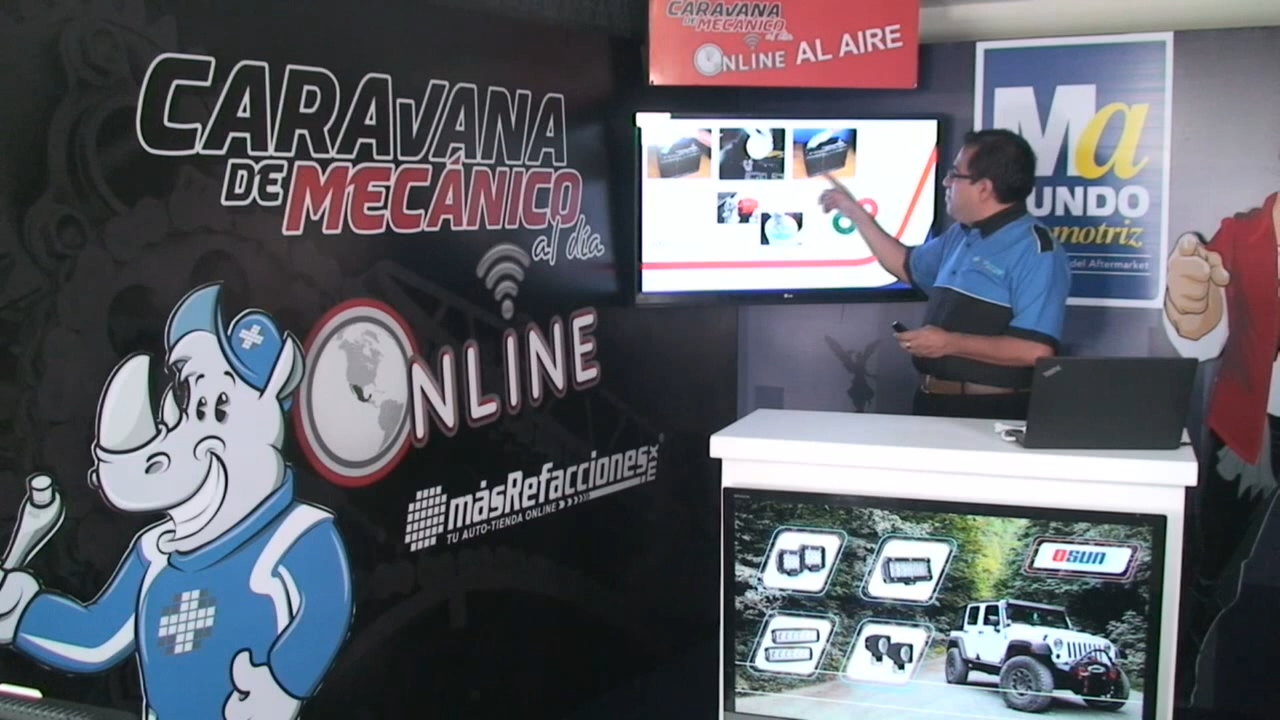 CARAVANA
DE MECÁNICO
al día
ONLINE
másRefacciones.mx
TU AUTO-TIENDA ONLINE
CARAVANA
DE MECÁNICO
al día
ONLINE AL AIRE
LG
Ma
UNDO
motriz
del Aftermarket
OSUN